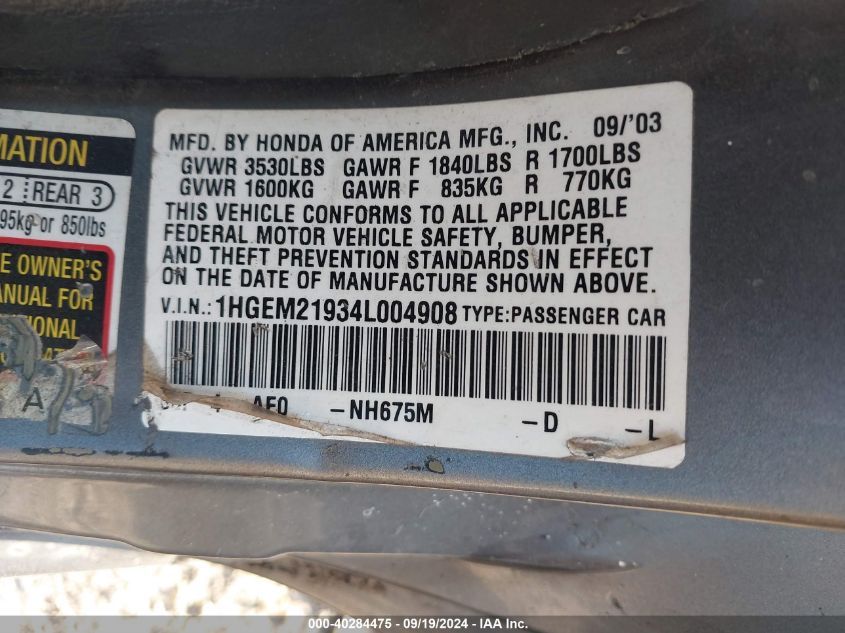 MATION
2 REAR 3
95kg or 850lbs
E OWNER'S
ANUAL FOR
MFD. BY HONDA OF AMERICA MFG., INC. 09/'03
GVWR 3530LBS GAWR F 1840LBS R 1700LBS
GVWR 1600KG GAWR F 835KG R 770KG
THIS VEHICLE CONFORMS TO ALL APPLICABLE
FEDERAL MOTOR VEHICLE SAFETY, BUMPER,
AND THEFT PREVENTION STANDARDS IN EFFECT
ON THE DATE OF MANUFACTURE SHOWN ABOVE.
V.I.N.: 1HGEM21934L004908 TYPE:PASSENGER CAR
AE0 -NH675M -D -L
A
000-40284475 - 09/19/2024 - IAA Inc.